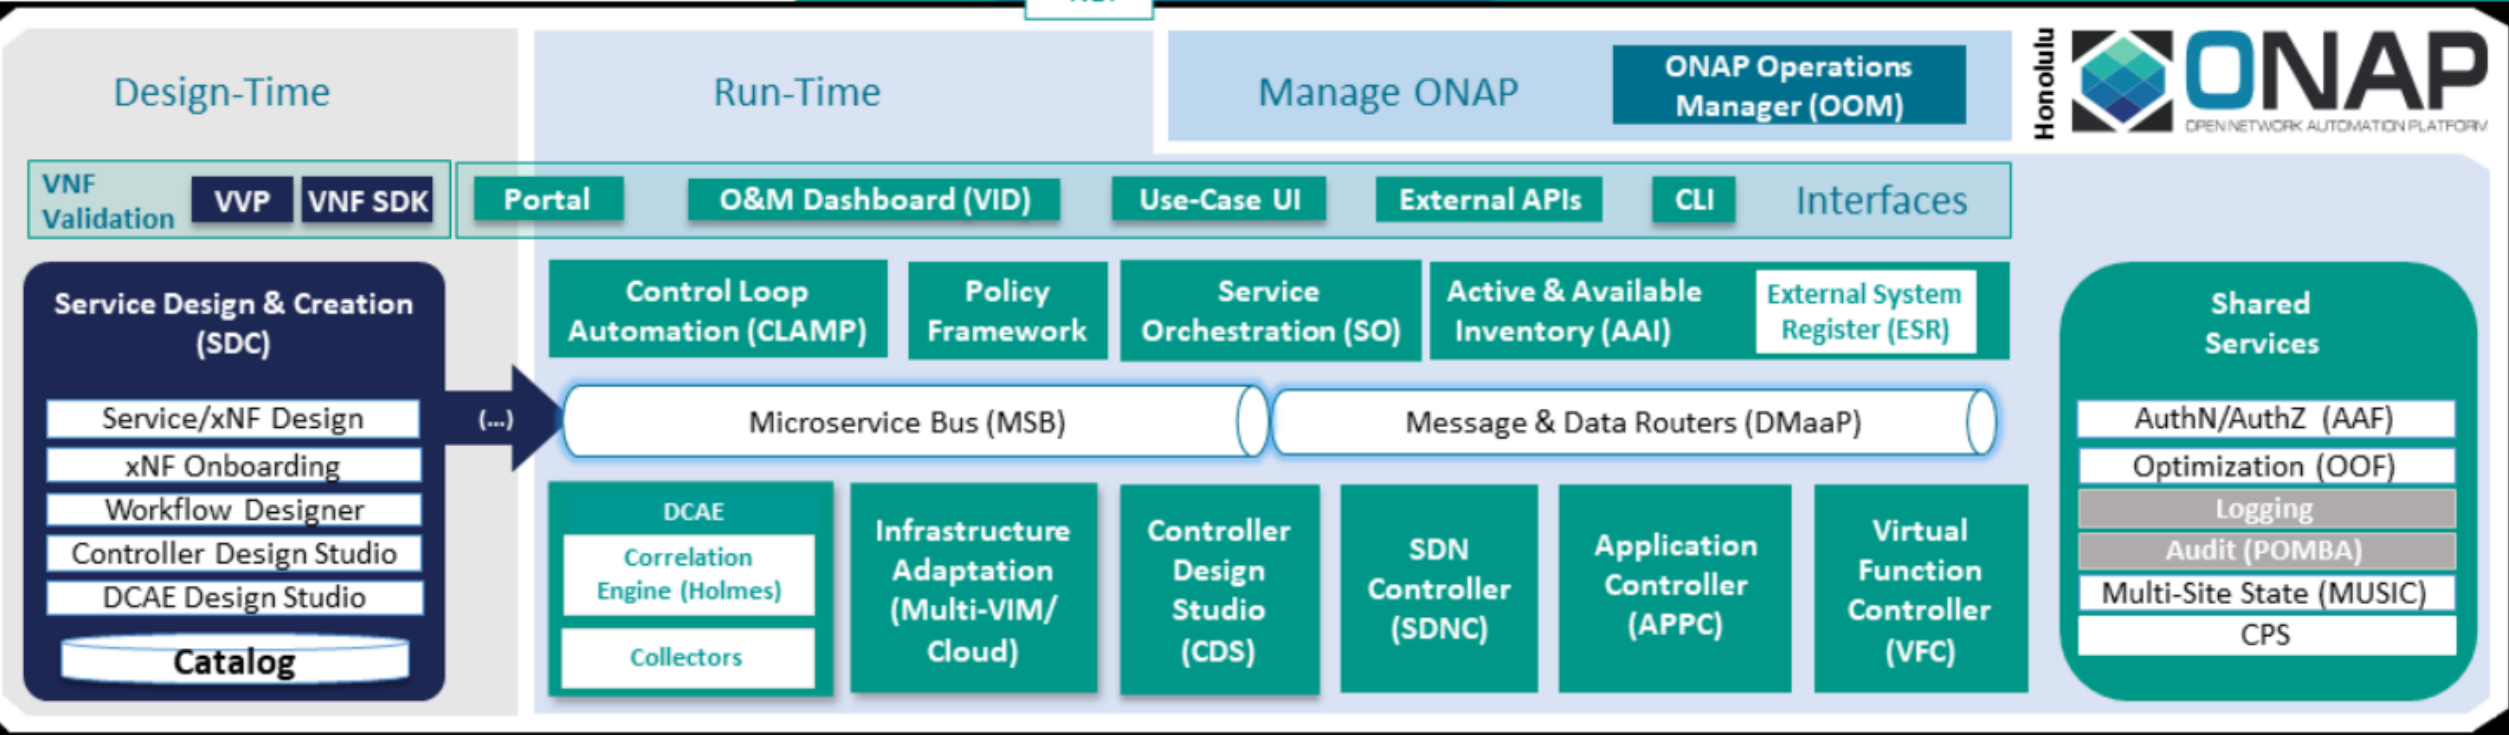 Design-Time
Run-Time
Manage ONAP
ONAP Operations
Manager (OOM)
Honolulu
ONAP
OPEN NETWORK AUTOMATION PLATFORM
VNF
Validation
VVP
VNF SDK
Portal
O&M Dashboard (VID)
Use-Case UI
External APIs
CLI
Interfaces
Service Design & Creation
(SDC)
Service/xNF Design
xNF Onboarding
Workflow Designer
Controller Design Studio
DCAE Design Studio
Catalog
(...)
Control Loop
Automation (CLAMP)
Policy
Framework
Service
Orchestration (SO)
Active & Available
Inventory (AAI)
External System
Register (ESR)
Microservice Bus (MSB)
Message & Data Routers (DMaaP)
DCAE
Correlation
Engine (Holmes)
Collectors
Infrastructure
Adaptation
(Multi-VIM/
Cloud)
Controller
Design
Studio
(CDS)
SDN
Controller
(SDNC)
Application
Controller
(APPC)
Virtual
Function
Controller
(VFC)
Shared
Services
AuthN/AuthZ (AAF)
Optimization (OOF)
Logging
Audit (POMBA)
Multi-Site State (MUSIC)
CPS